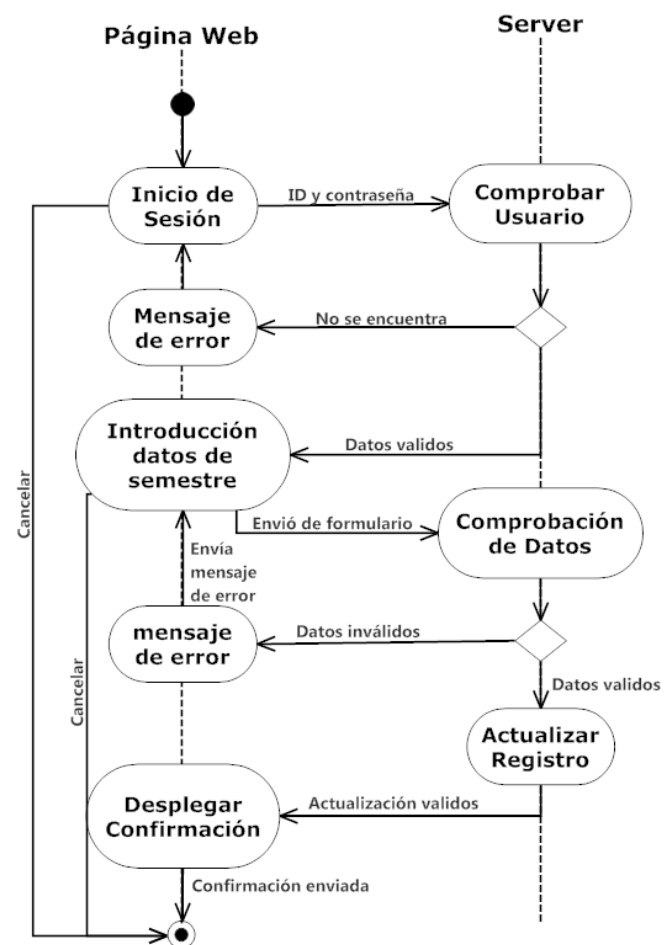 Página Web
Server
Inicio de
Sesión
ID y contraseña
Comprobar
Usuario
Mensaje
de error
No se encuentra
Introducción
datos de
semestre
Datos validos
Cancelar
Envió de formulario
Comprobación
de Datos
Envía
mensaje
de error
mensaje
de error
Datos inválidos
Cancelar
Datos validos
Actualizar
Registro
Desplegar
Confirmación
Actualización validos
Confirmación enviada